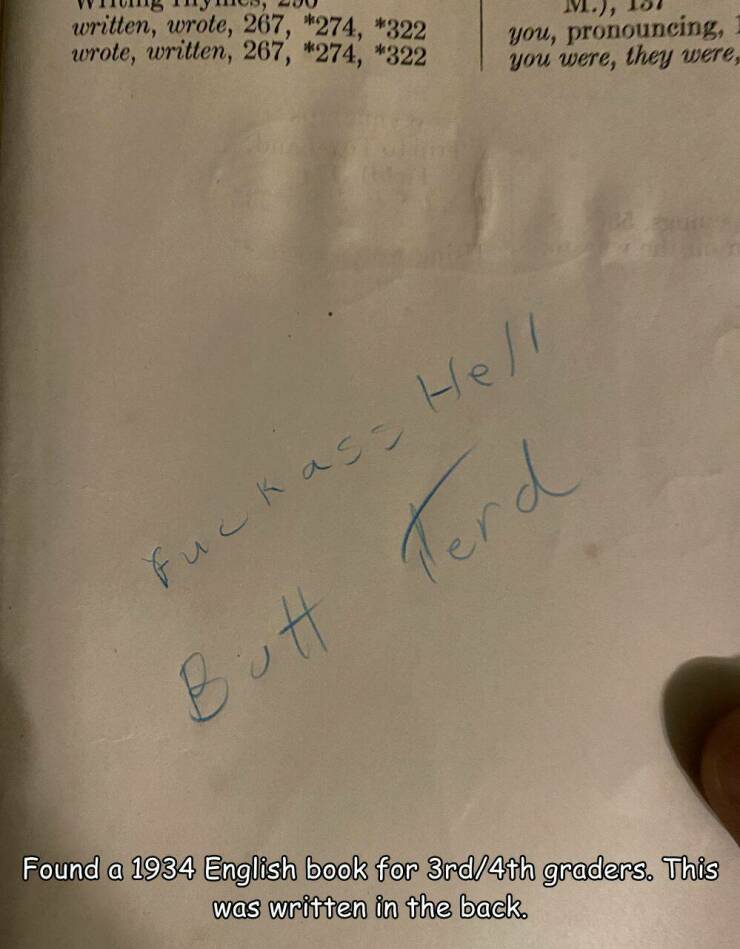 written, wrote, 267, *274, *322
wrote, written, 267, *274, *322
M.), 137
you, pronouncing,
you were, they were,
Fuckass Hell
Butt Terd
Found a 1934 English book for 3rd/4th graders. This
was written in the back.